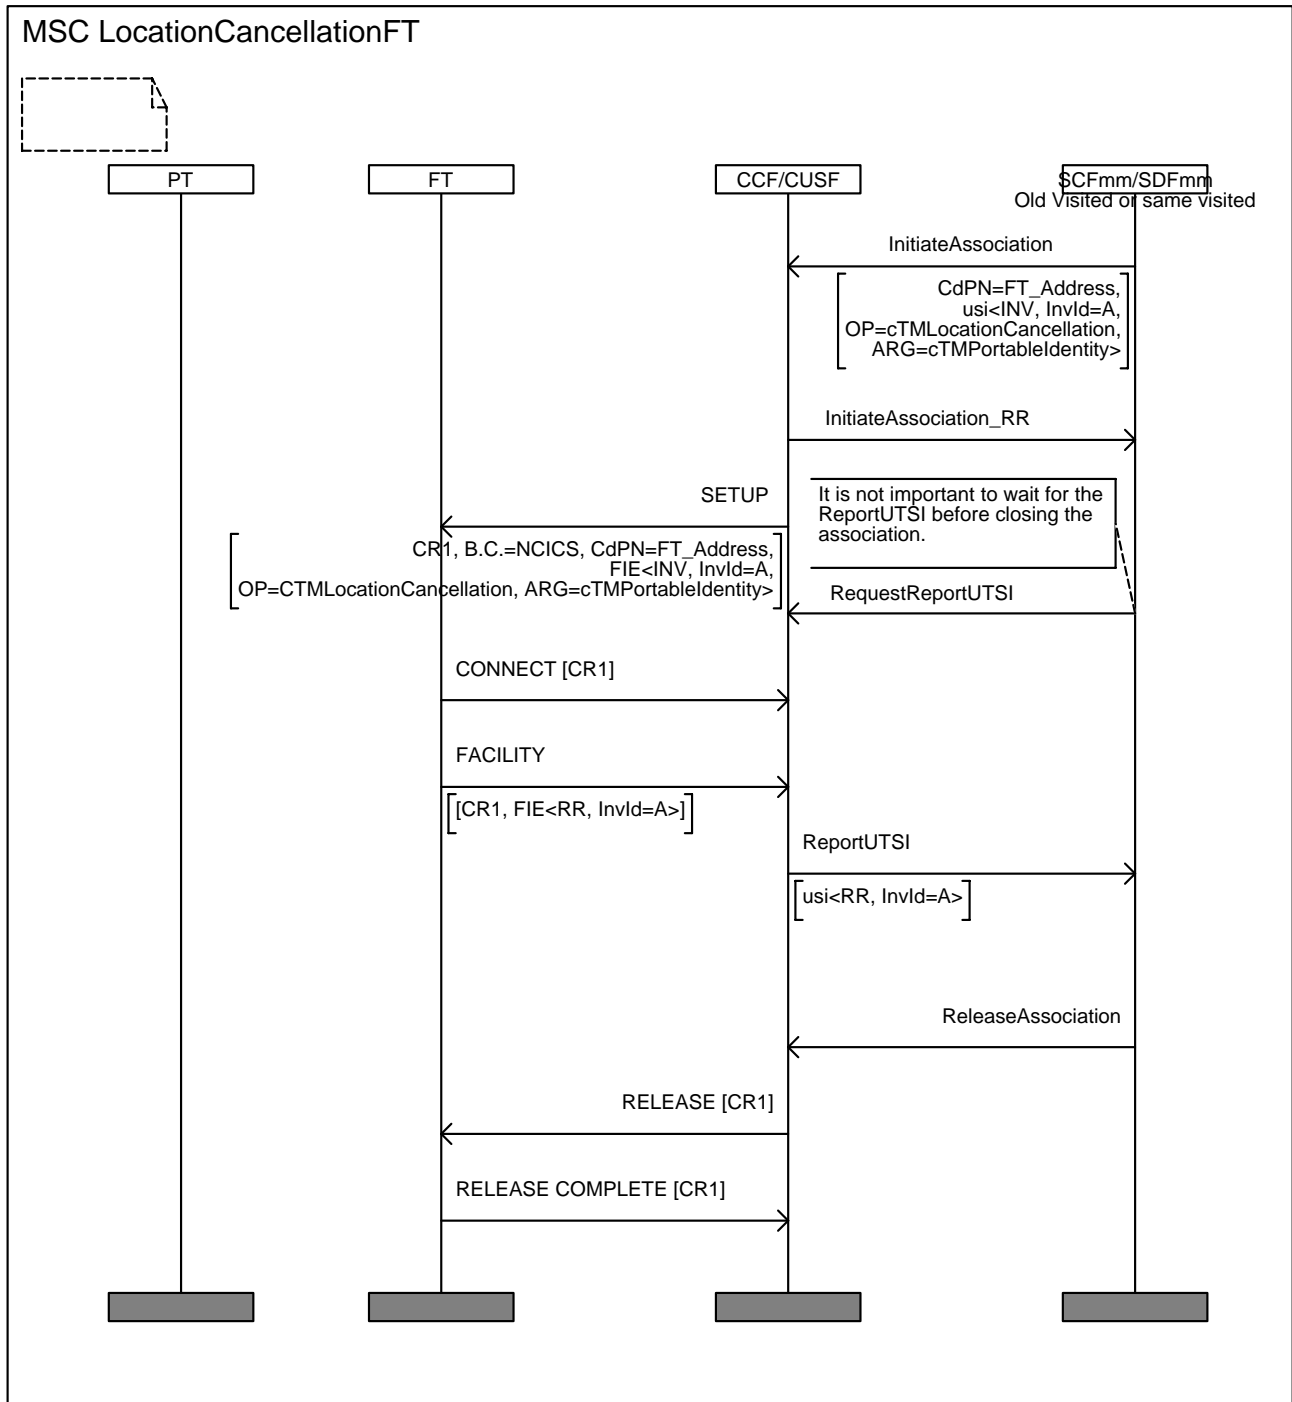 MSC LocationCancellationFT
PT
FT
CCF/CUSF
SCFmm/SDFmm
Old Visited or same visited
InitiateAssociation
CdPN=FT_Address,
usi<INV, InvId=A,
OP=cTMLocationCancellation,
ARG=cTMPortableIdentity>
InitiateAssociation_RR
SETUP
It is not important to wait for the
ReportUTSI before closing the
association.
CR1, B.C.=NCICS, CdPN=FT_Address,
FIE<INV, InvId=A,
OP=CTMLocationCancellation, ARG=cTMPortableIdentity>
RequestReportUTSI
CONNECT [CR1]
FACILITY
[CR1, FIE<RR, InvId=A>]
ReportUTSI
usi<RR, InvId=A>
ReleaseAssociation
RELEASE [CR1]
RELEASE COMPLETE [CR1]